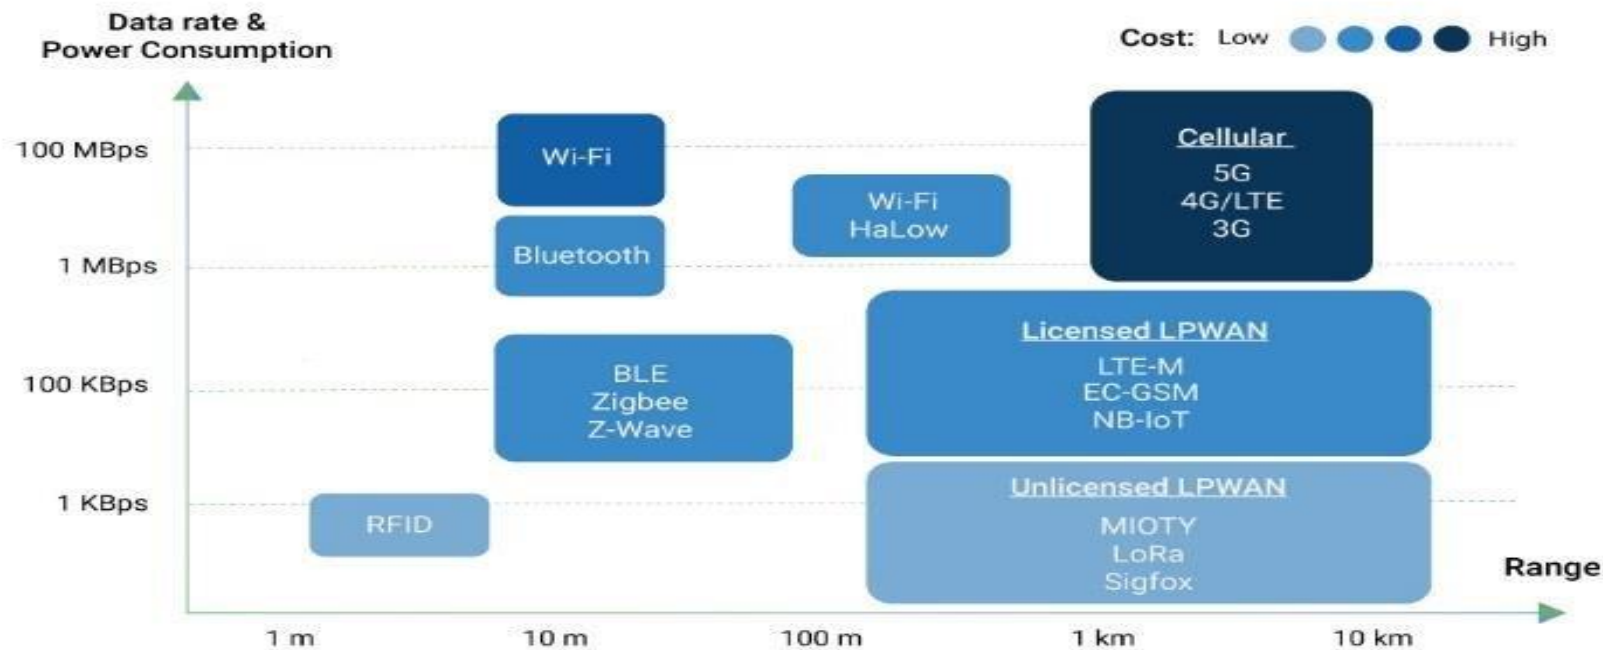 Data rate &
Power Consumption
Cost: Low High
100 MBps
1 MBps
100 KBps
1 KBps
Wi-Fi
Bluetooth
Wi-Fi
HaLow
Cellular
5G
4G/LTE
3G
BLE
Zigbee
Z-Wave
Licensed LPWAN
LTE-M
EC-GSM
NB-IoT
RFID
Unlicensed LPWAN
MIOTY
LoRa
Sigfox
Range
1 m 10 m 100 m 1 km 10 km